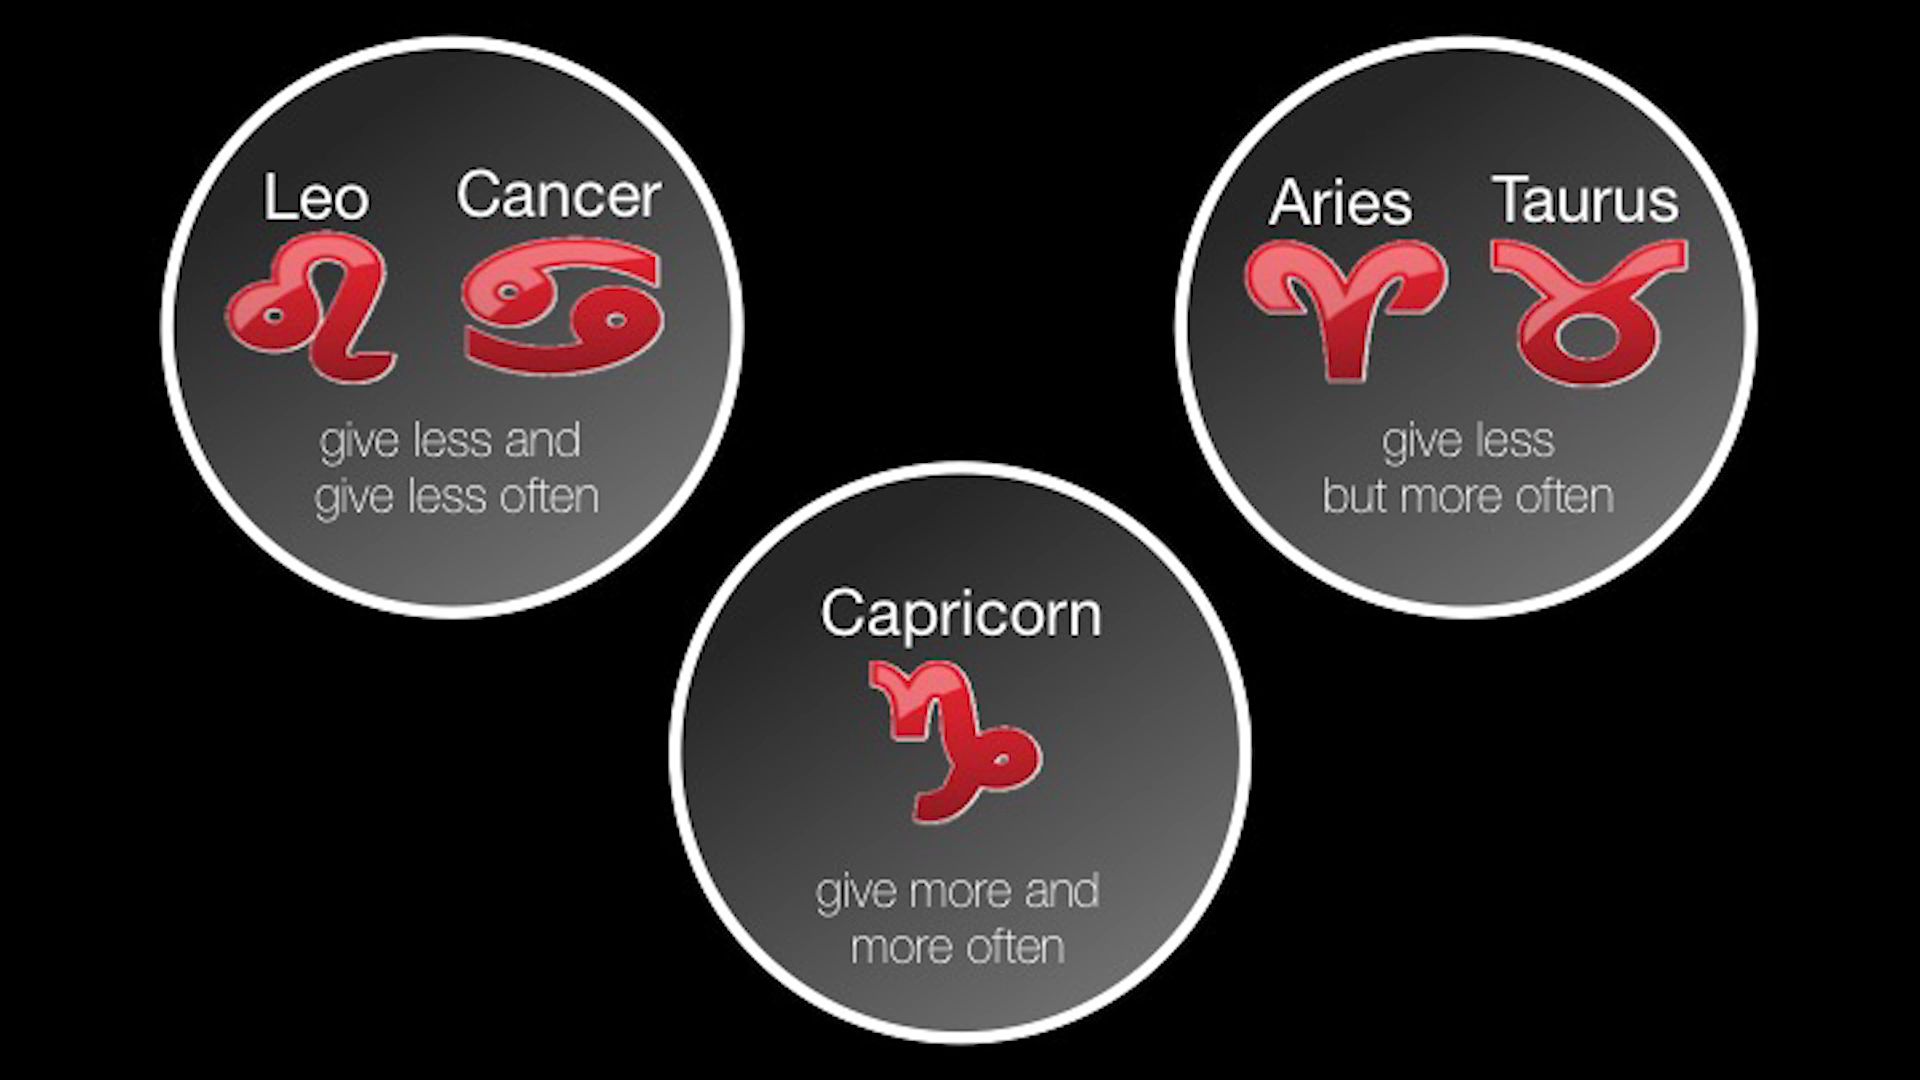 Leo Cancer
give less and
give less often
Aries Taurus
give less
but more often
Capricorn
give more and
more often